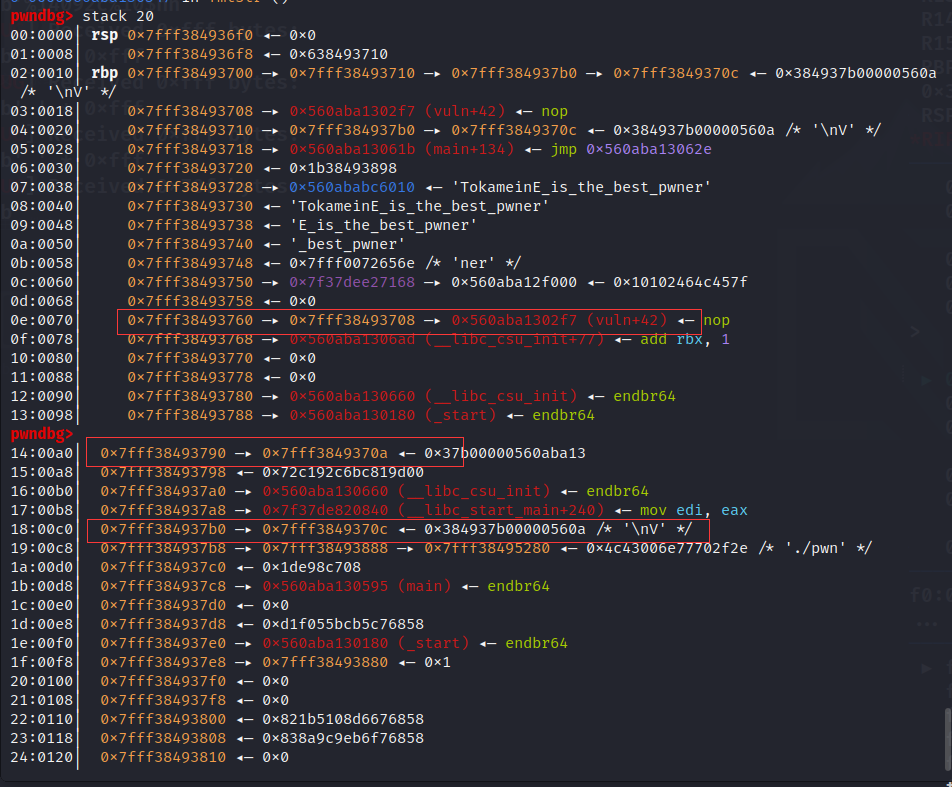 pwndbg> stack 20
00:0000│ rsp 0×7fff384936f0 ◂— 0×0
01:0008│ 0×7fff384936f8 ◂— 0×638493710
02:0010│ rbp 0×7fff38493700 —▸ 0×7fff38493710 —▸ 0×7fff384937b0 —▸ 0×7fff3849370c ◂— 0×384937b00000560a
/* '\nV' */
03:0018│ 0×7fff38493708 —▸ 0×560aba1302f7 (vuln+42) ◂— nop
04:0020│ 0×7fff38493710 —▸ 0×7fff384937b0 —▸ 0×7fff3849370c ◂— 0×384937b00000560a /* '\nV' */
05:0028│ 0×7fff38493718 —▸ 0×560aba13061b (main+134) ◂— jmp 0×560aba13062e
06:0030│ 0×7fff38493720 ◂— 0×1b38493898
07:0038│ 0×7fff38493728 —▸ 0×560ababc6010 ◂— 'TokameinE_is_the_best_pwner'
08:0040│ 0×7fff38493730 ◂— 'TokameinE_is_the_best_pwner'
09:0048│ 0×7fff38493738 ◂— 'E_is_the_best_pwner'
0a:0050│ 0×7fff38493740 ◂— '_best_pwner'
0b:0058│ 0×7fff38493748 ◂— 0×7fff0072656e /* 'ner' */
0c:0060│ 0×7fff38493750 —▸ 0×7f37dee27168 —▸ 0×560aba12f000 ◂— 0×10102464c457f
0d:0068│ 0×7fff38493758 ◂— 0×0
0e:0070│ 0×7fff38493760 —▸ 0×7fff38493708 —▸ 0×560aba1302f7 (vuln+42) ◂— nop
0f:0078│ 0×7fff38493768 —▸ 0×560aba1306ad (__libc_csu_init+77) ◂— add rbx, 1
10:0080│ 0×7fff38493770 ◂— 0×0
11:0088│ 0×7fff38493778 ◂— 0×0
12:0090│ 0×7fff38493780 —▸ 0×560aba130660 (__libc_csu_init) ◂— endbr64
13:0098│ 0×7fff38493788 —▸ 0×560aba130180 (_start) ◂— endbr64
pwndbg>
14:00a0│ 0×7fff38493790 —▸ 0×7fff3849370a ◂— 0×37b00000560aba13
15:00a8│ 0×7fff38493798 ◂— 0×72c192c6bc819d00
16:00b0│ 0×7fff384937a0 —▸ 0×560aba130660 (__libc_csu_init) ◂— endbr64
17:00b8│ 0×7fff384937a8 —▸ 0×7f37de820840 (__libc_start_main+240) ◂— mov edi, eax
18:00c0│ 0×7fff384937b0 —▸ 0×7fff3849370c ◂— 0×384937b00000560a /* '\nV' */
19:00c8│ 0×7fff384937b8 —▸ 0×7fff38493888 —▸ 0×7fff38495280 ◂— 0×4c43006e77702f2e /* './pwn' */
1a:00d0│ 0×7fff384937c0 ◂— 0×1de98c708
1b:00d8│ 0×7fff384937c8 —▸ 0×560aba130595 (main) ◂— endbr64
1c:00e0│ 0×7fff384937d0 ◂— 0×0
1d:00e8│ 0×7fff384937d8 ◂— 0×d1f055bcb5c76858
1e:00f0│ 0×7fff384937e0 —▸ 0×560aba130180 (_start) ◂— endbr64
1f:00f8│ 0×7fff384937e8 —▸ 0×7fff38493880 ◂— 0×1
20:0100│ 0×7fff384937f0 ◂— 0×0
21:0108│ 0×7fff384937f8 ◂— 0×0
22:0110│ 0×7fff38493800 ◂— 0×821b5108d6676858
23:0118│ 0×7fff38493808 ◂— 0×838a9c9eb6f76858
24:0120│ 0×7fff38493810 ◂— 0×0